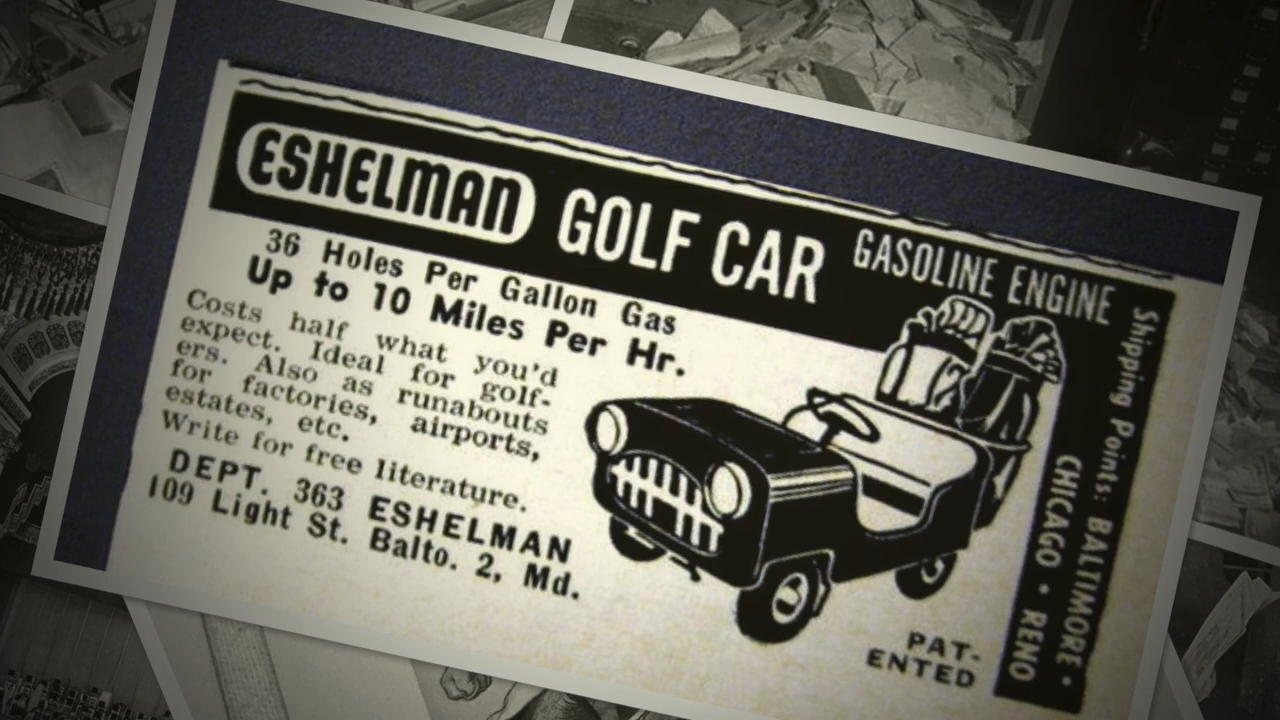 ESHELMAN GOLF CAR GASOLINE ENGINE
36 Holes Per Gallon Gas
Up to 10 Miles Per Hr.
Costs half what you'd
expect. Ideal for golf-
ers. Also as runabouts
for factories, airports,
estates, etc.
Write for free literature.
DEPT. 363 ESHELMAN
109 Light St. Balto. 2, Md.
PAT-
ENTED
Shipping Points: BALTIMORE •
CHICAGO • RENO